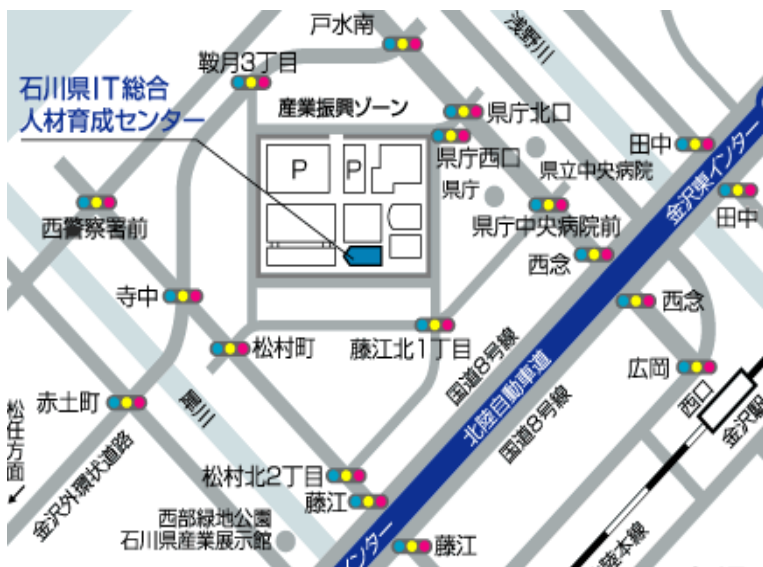 戸水南
浅野川
鞍月3丁目
石川県IT総合
人材育成センター
産業振興ゾーン
県庁北口
県庁西口
田中
県立中央病院
金沢東インター
P
P
県庁
田中
西警察署前
県庁中央病院前
西念
寺中
西念
松村町
藤江北1丁目
国道8号線
広岡
北陸自動車道
西口
金沢駅
赤土町
犀川
国道8号線
松任方面
金沢外環状道路
松村北2丁目
藤江
西部緑地公園
石川県産業展示館
インター
藤江
陸本線